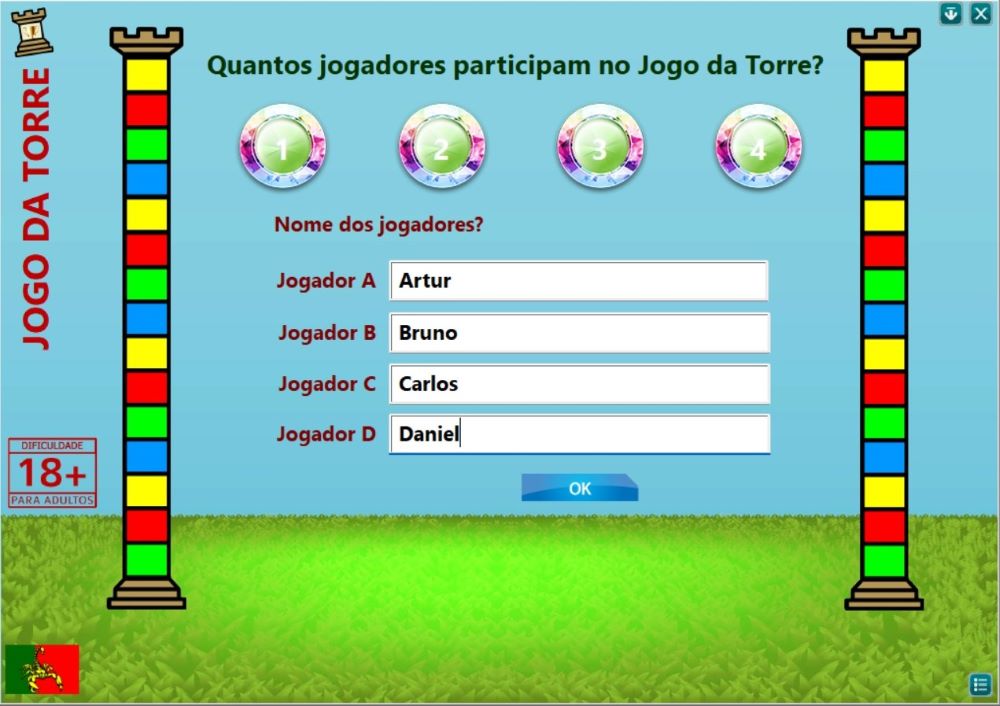 JOGO DA TORRE
Quantos jogadores participam no Jogo da Torre?
1
2
3
4
Nome dos jogadores?
Jogador A
Artur
Jogador B
Bruno
Jogador C
Carlos
Jogador D
Daniel
OK
DIFICULDADE
18+
PARA ADULTOS